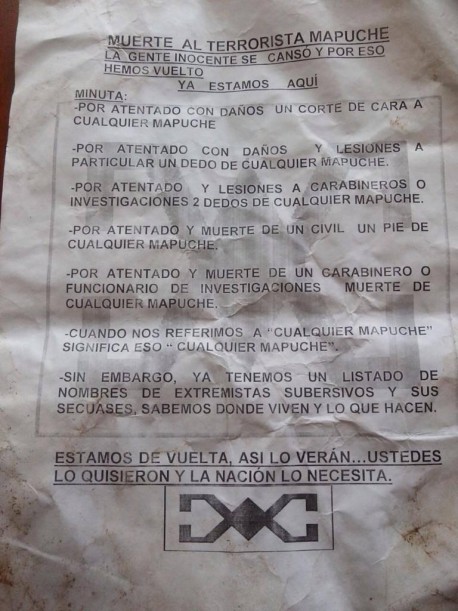 MUERTE AL TERRORISTA MAPUCHE
LA GENTE INOCENTE SE CANSÓ Y POR ESO
HEMOS VUELTO
YA ESTAMOS AQUÍ
MINUTA:
-POR ATENTADO CON DAÑOS UN CORTE DE CARA A
CUALQUIER MAPUCHE
-POR ATENTADO CON DAÑOS Y LESIONES A
PARTICULAR UN DEDO DE CUALQUIER MAPUCHE.
-POR ATENTADO Y LESIONES A CARABINEROS O
INVESTIGACIONES 2 DEDOS DE CUALQUIER MAPUCHE.
-POR ATENTADO Y MUERTE DE UN CIVIL UN PIE DE
CUALQUIER MAPUCHE.
-POR ATENTADO Y MUERTE DE UN CARABINERO O
FUNCIONARIO DE INVESTIGACIONES MUERTE DE
CUALQUIER MAPUCHE.
-CUANDO NOS REFERIMOS A "CUALQUIER MAPUCHE"
SIGNIFICA ESO " CUALQUIER MAPUCHE".
-SIN EMBARGO, YA TENEMOS UN LISTADO DE
NOMBRES DE EXTREMISTAS SUBERSIVOS Y SUS
SECUASES, SABEMOS DONDE VIVEN Y LO QUE HACEN.
ESTAMOS DE VUELTA, ASI LO VERÁN...USTEDES
LO QUISIERON Y LA NACIÓN LO NECESITA.